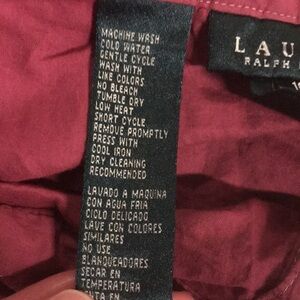 MACHINE WASH
COLD WATER
GENTLE CYCLE
WASH WITH
LIKE COLORS
NO BLEACH
TUMBLE DRY
LOW HEAT
SHORT CYCLE
REMOVE PROMPTLY
PRESS WITH
COOL IRON
DRY CLEANING
RECOMMENDED
LAVADO A MAQUINA
CON AGUA FRIA
CICLO DELICADO
LAVE CON COLORES
SIMILARES
NO USE
BLANQUEADORES
SECAR EN
TEMPERATURA
LAU
RALPH